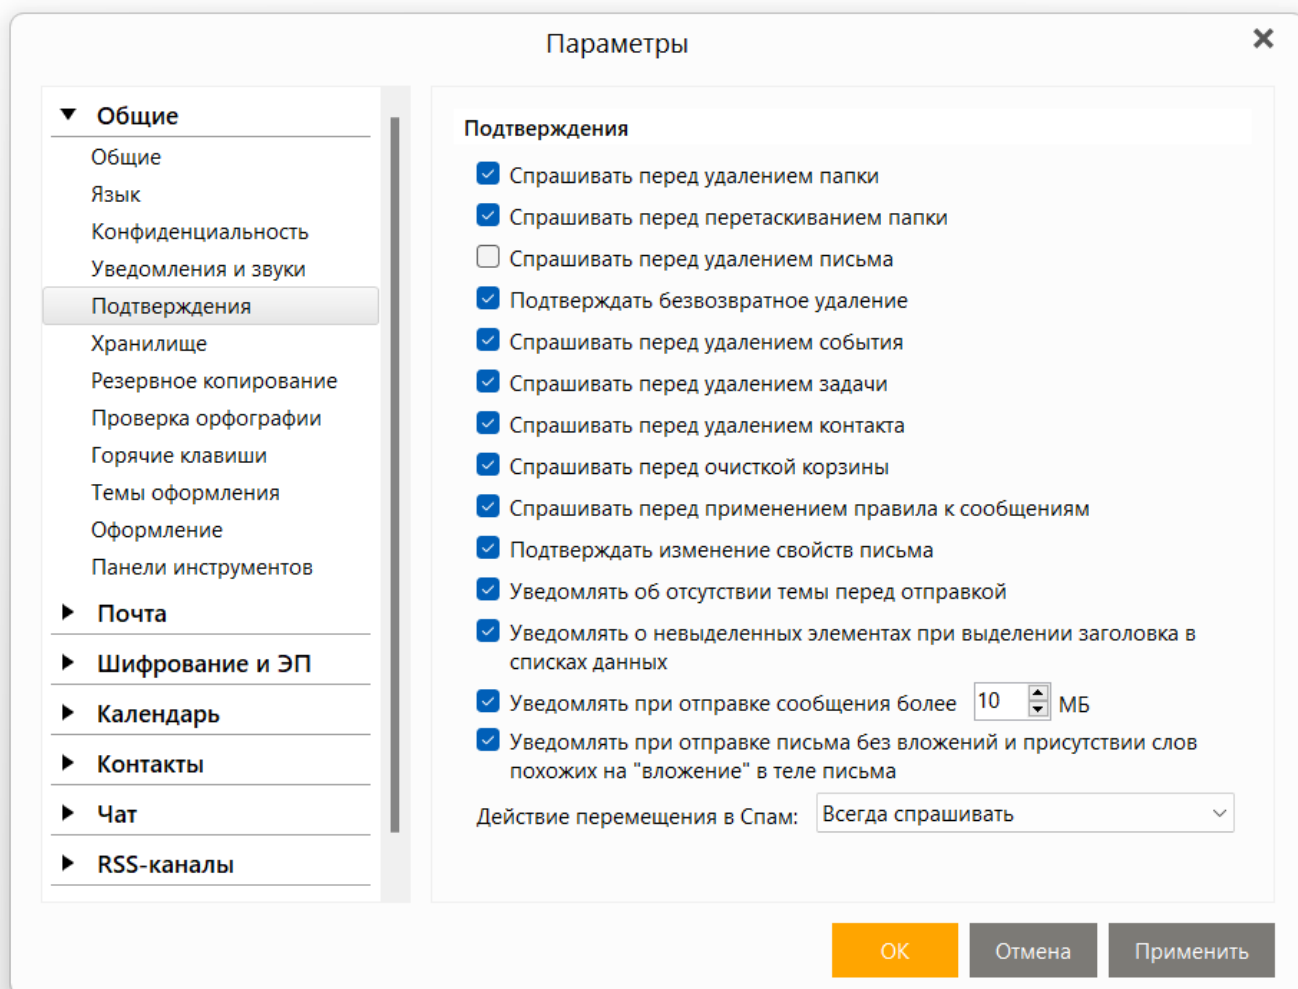 Параметры
Общие
Общие
Язык
Конфиденциальность
Уведомления и звуки
Подтверждения
Хранилище
Резервное копирование
Проверка орфографии
Горячие клавиши
Темы оформления
Оформление
Панели инструментов
Почта
Шифрование и ЭП
Календарь
Контакты
Чат
RSS-каналы
Подтверждения
Спрашивать перед удалением папки
Спрашивать перед перетаскиванием папки
Спрашивать перед удалением письма
Подтверждать безвозвратное удаление
Спрашивать перед удалением события
Спрашивать перед удалением задачи
Спрашивать перед удалением контакта
Спрашивать перед очисткой корзины
Спрашивать перед применением правила к сообщениям
Подтверждать изменение свойств письма
Уведомлять об отсутствии темы перед отправкой
Уведомлять о невыделенных элементах при выделении заголовка в
списках данных
Уведомлять при отправке сообщения более 10 МБ
Уведомлять при отправке письма без вложений и присутствии слов
похожих на "вложение" в теле письма
Действие перемещения в Спам: Всегда спрашивать
ОК Отмена Применить